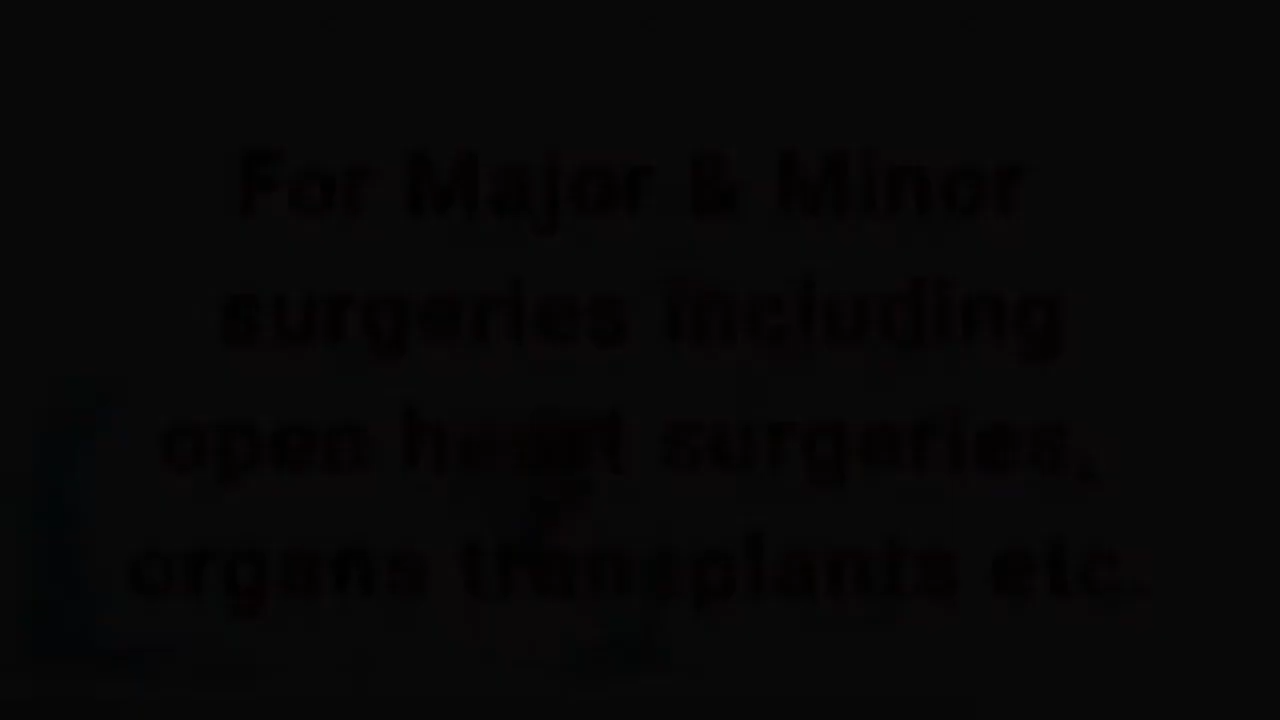 For Major & Minor
surgeries including
open heart surgeries,
organs transplants etc.